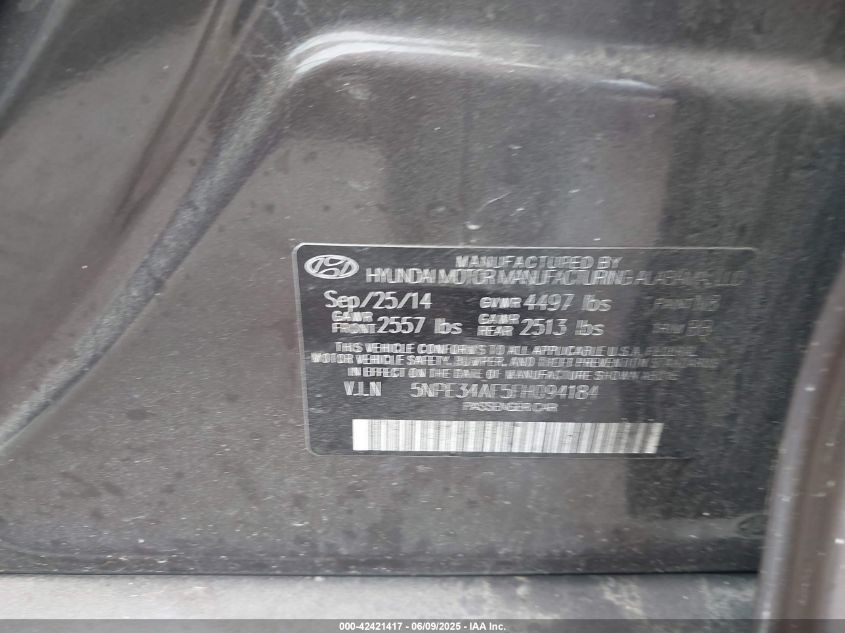 MANUFACTURED BY
HYUNDAI MOTOR MANUFACTURING ALABAMA, LLC
Sep/25/14 GVWR 4497 lbs PAINT
GAWR FRONT 2557 lbs GAWR REAR 2513 lbs TRIM
THIS VEHICLE CONFORMS TO ALL APPLICABLE U.S.A. FEDERAL
MOTOR VEHICLE SAFETY, BUMPER, AND THEFT PREVENTION STANDARDS
IN EFFECT ON THE DATE OF MANUFACTURE SHOWN ABOVE
V.I.N 5NPE34AF5FH094184
PASSENGER CAR
000-42421417 | 06/09/2025 | IAA Inc.